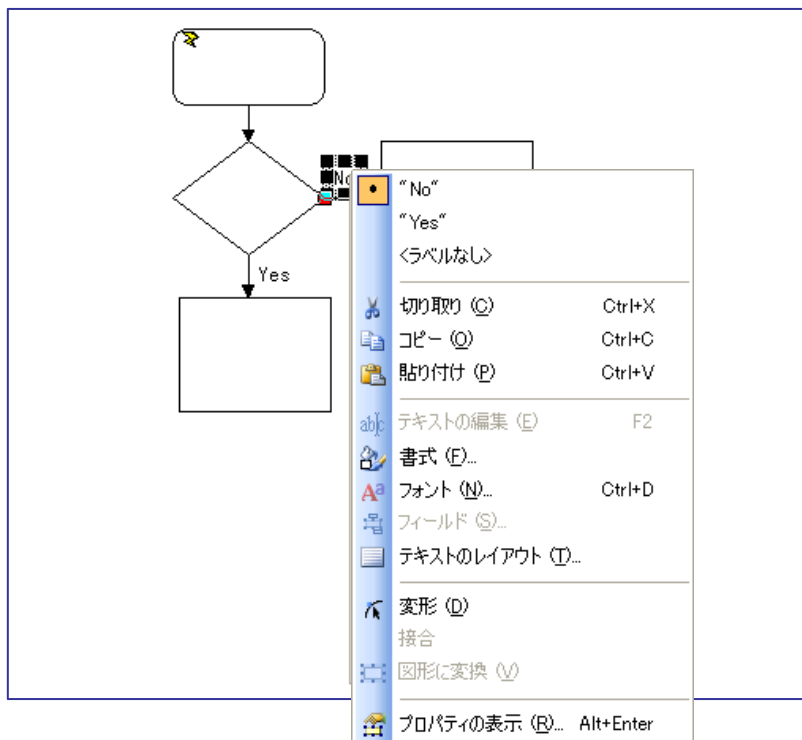 No
"No"
"Yes"
<ラベルなし>
Yes
切り取り (C) Ctrl+X
コピー (O) Ctrl+C
貼り付け (P) Ctrl+V
abc テキストの編集 (E) F2
書式 (F)...
Aa フォント (N)... Ctrl+D
フィールド (S)...
テキストのレイアウト (T)...
変形 (D)
接合
図形に変換 (V)
プロパティの表示 (R)... Alt+Enter